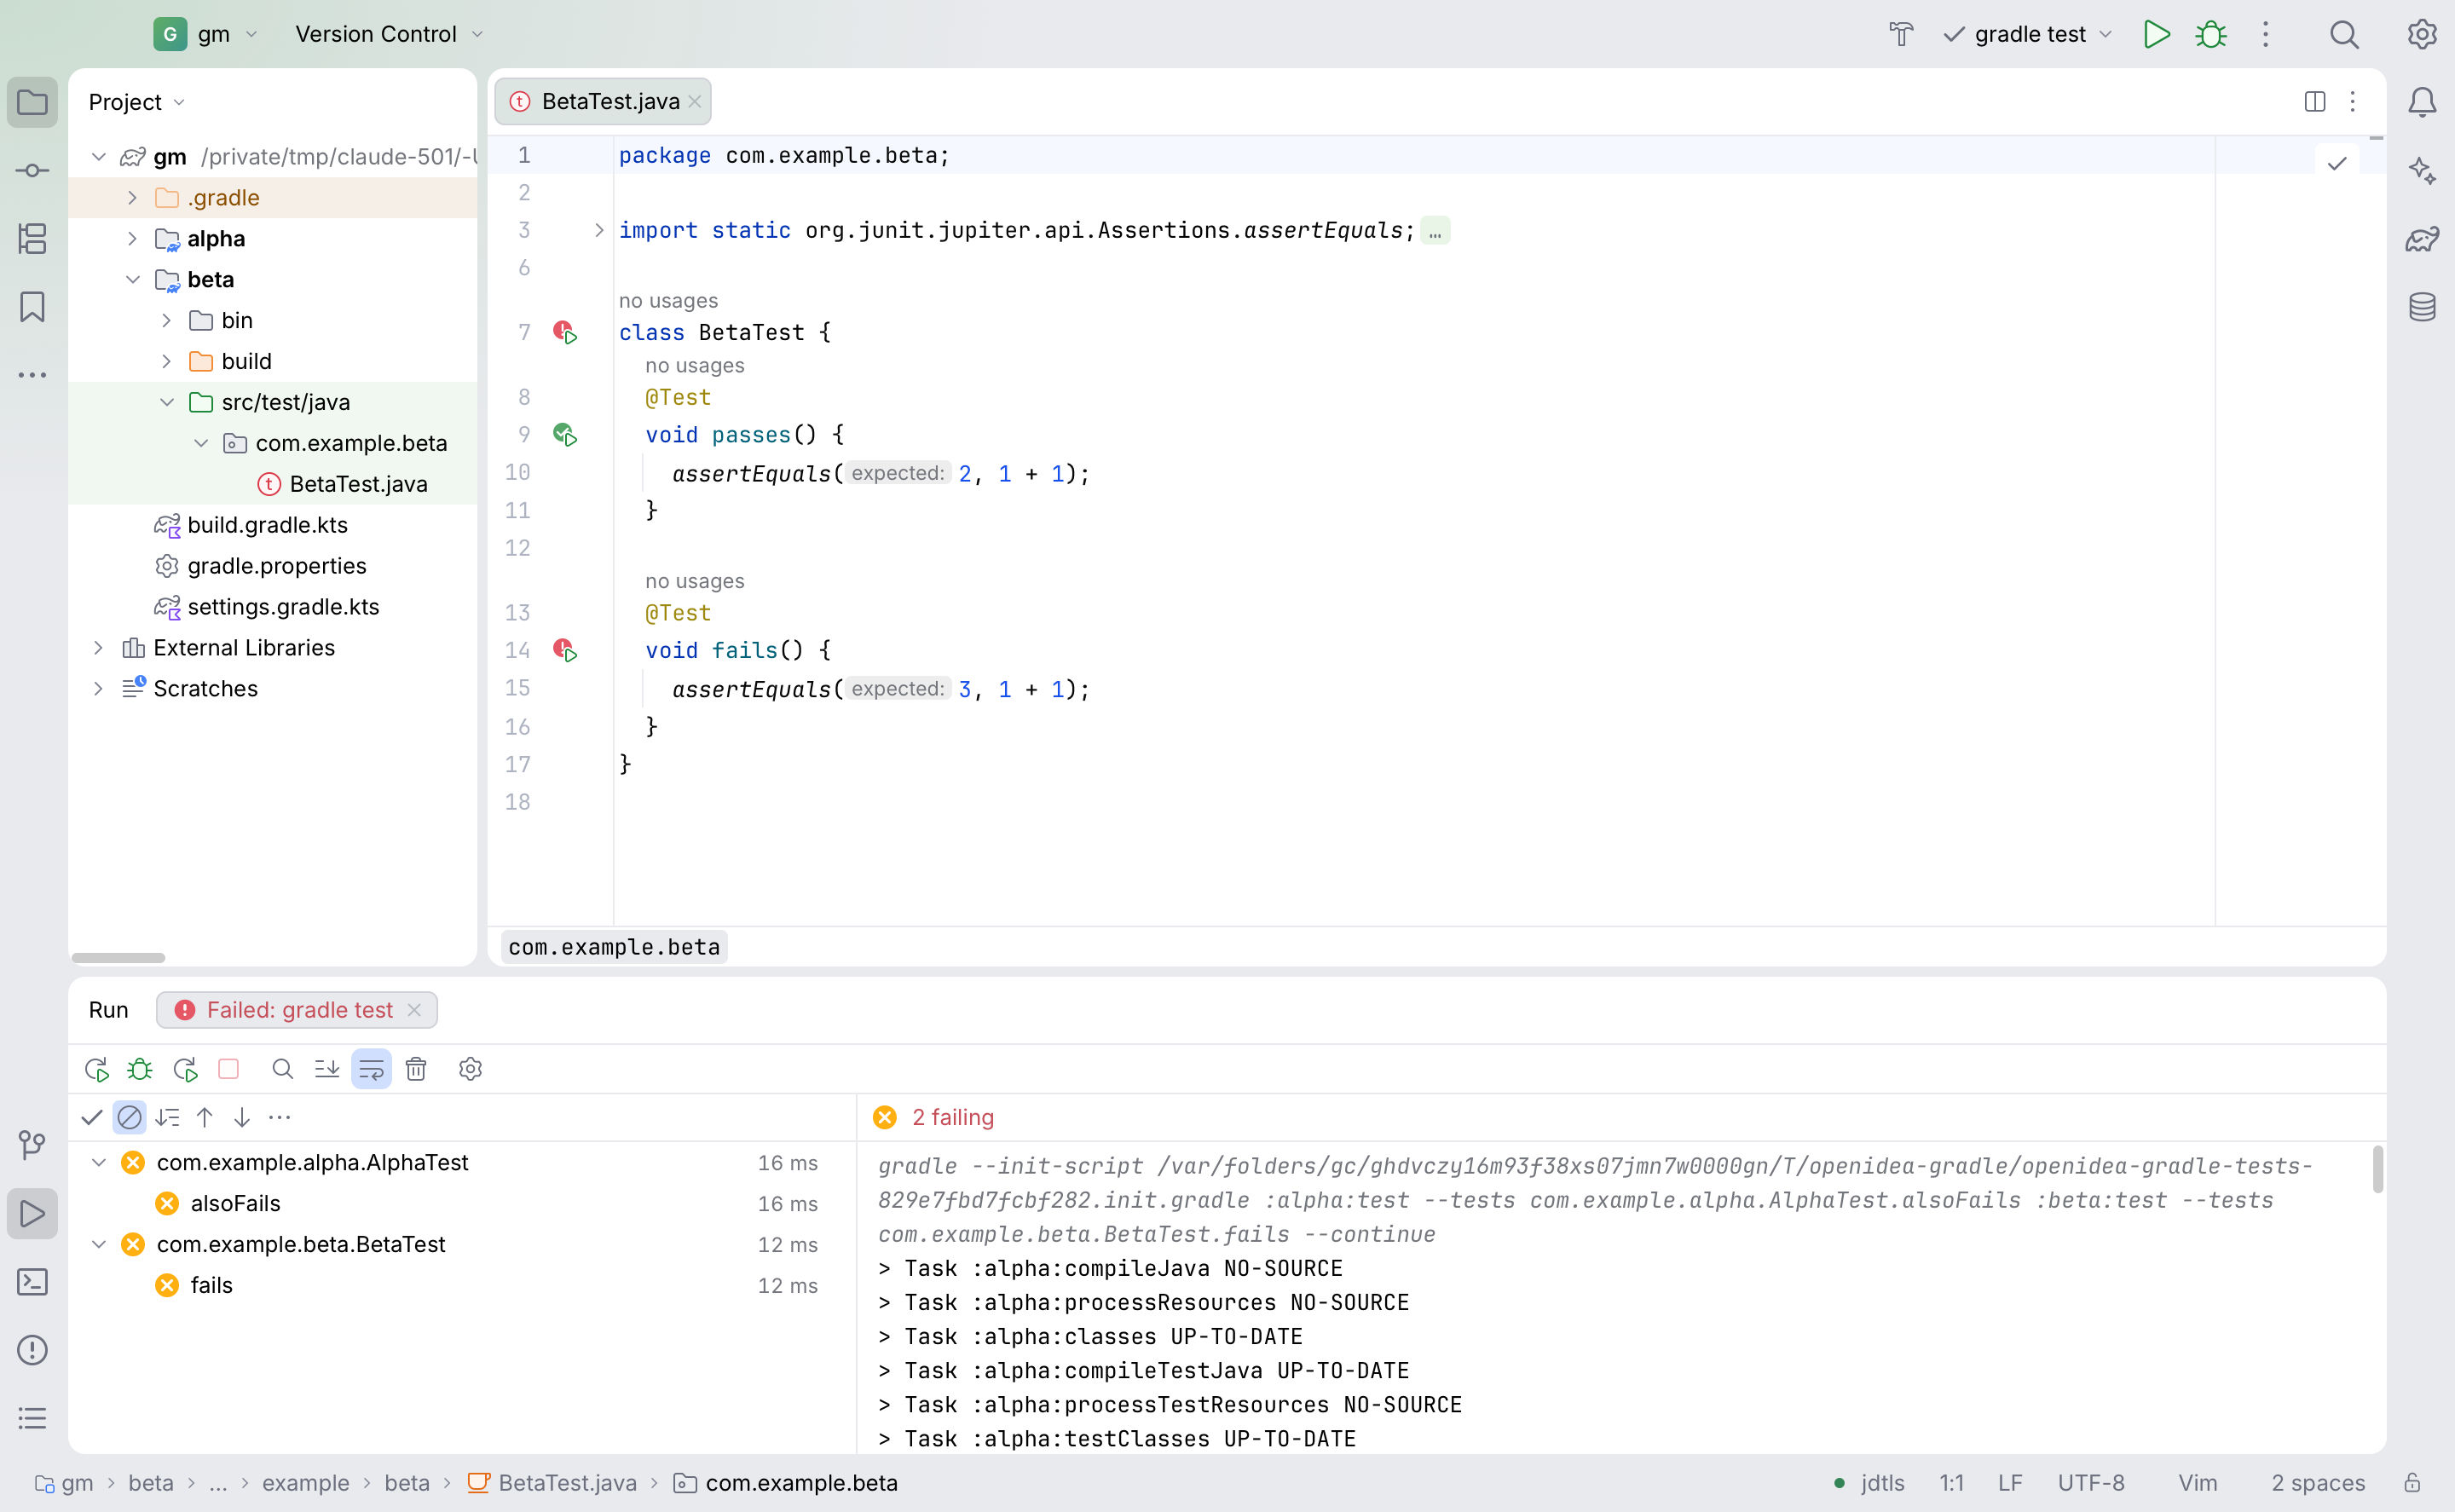 G gm Version Control gradle test
Project
gm /private/tmp/claude-501/-U
.gradle
alpha
beta
bin
build
src/test/java
com.example.beta
BetaTest.java
build.gradle.kts
gradle.properties
settings.gradle.kts
External Libraries
Scratches
BetaTest.java
1 package com.example.beta;
2
3 import static org.junit.jupiter.api.Assertions.assertEquals; …
6
no usages
7 class BetaTest {
no usages
8 @Test
9 void passes() {
10 assertEquals( expected: 2, 1 + 1);
11 }
12
no usages
13 @Test
14 void fails() {
15 assertEquals( expected: 3, 1 + 1);
16 }
17 }
18
com.example.beta
Run Failed: gradle test
com.example.alpha.AlphaTest 16 ms
alsoFails 16 ms
com.example.beta.BetaTest 12 ms
fails 12 ms
2 failing
gradle --init-script /var/folders/gc/ghdvczy16m93f38xs07jmn7w0000gn/T/openidea-gradle/openidea-gradle-tests-
829e7fbd7fcbf282.init.gradle :alpha:test --tests com.example.alpha.AlphaTest.alsoFails :beta:test --tests
com.example.beta.BetaTest.fails --continue
> Task :alpha:compileJava NO-SOURCE
> Task :alpha:processResources NO-SOURCE
> Task :alpha:classes UP-TO-DATE
> Task :alpha:compileTestJava UP-TO-DATE
> Task :alpha:processTestResources NO-SOURCE
> Task :alpha:testClasses UP-TO-DATE
gm > beta > ... > example > beta > BetaTest.java > com.example.beta jdtls 1:1 LF UTF-8 Vim 2 spaces